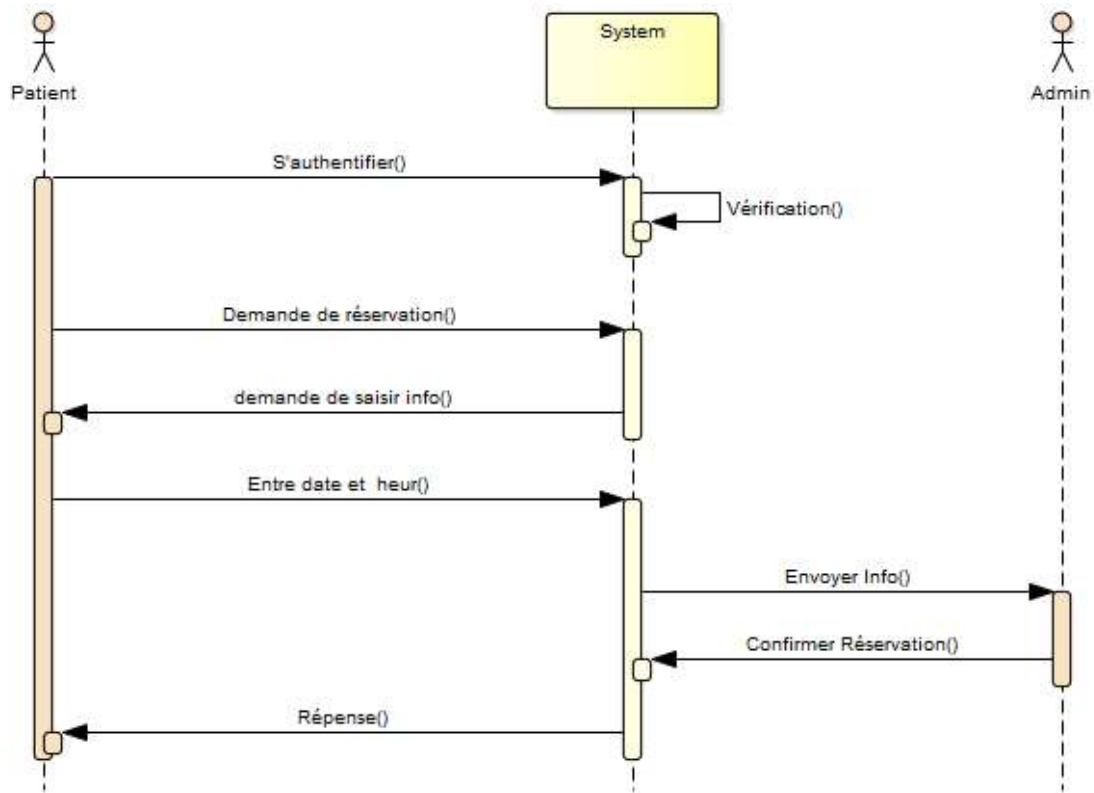 System
Patient
Admin
S'authentifier()
Vérification()
Demande de réservation()
demande de saisir info()
Entre date et heur()
Envoyer Info()
Confirmer Réservation()
Répense()